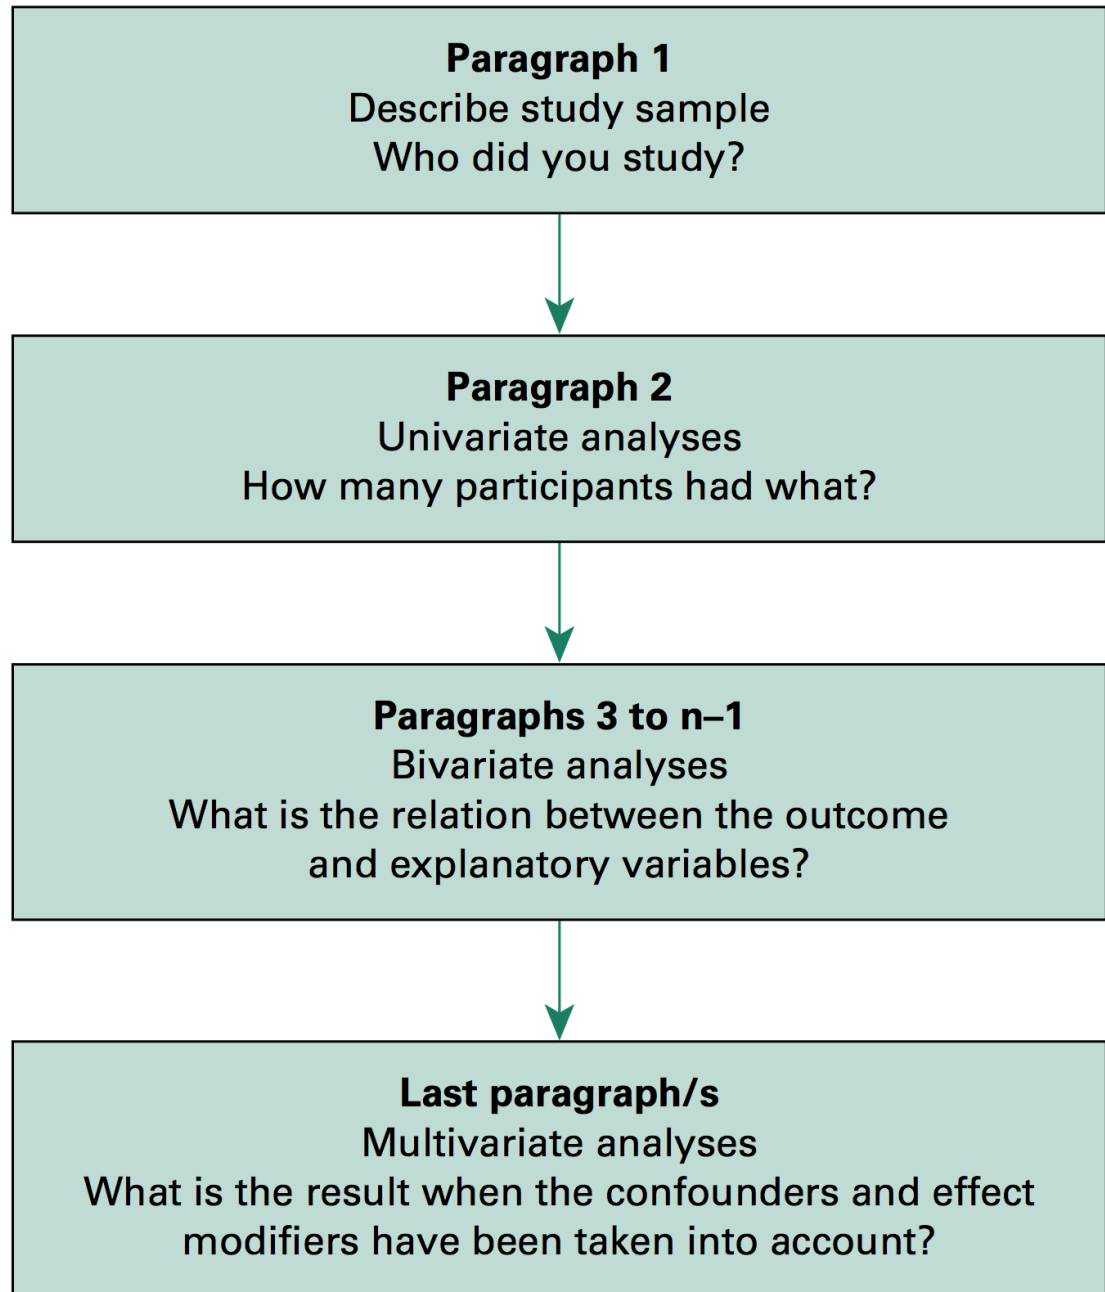 Paragraph 1
Describe study sample
Who did you study?
Paragraph 2
Univariate analyses
How many participants had what?
Paragraphs 3 to n–1
Bivariate analyses
What is the relation between the outcome
and explanatory variables?
Last paragraph/s
Multivariate analyses
What is the result when the confounders and effect
modifiers have been taken into account?